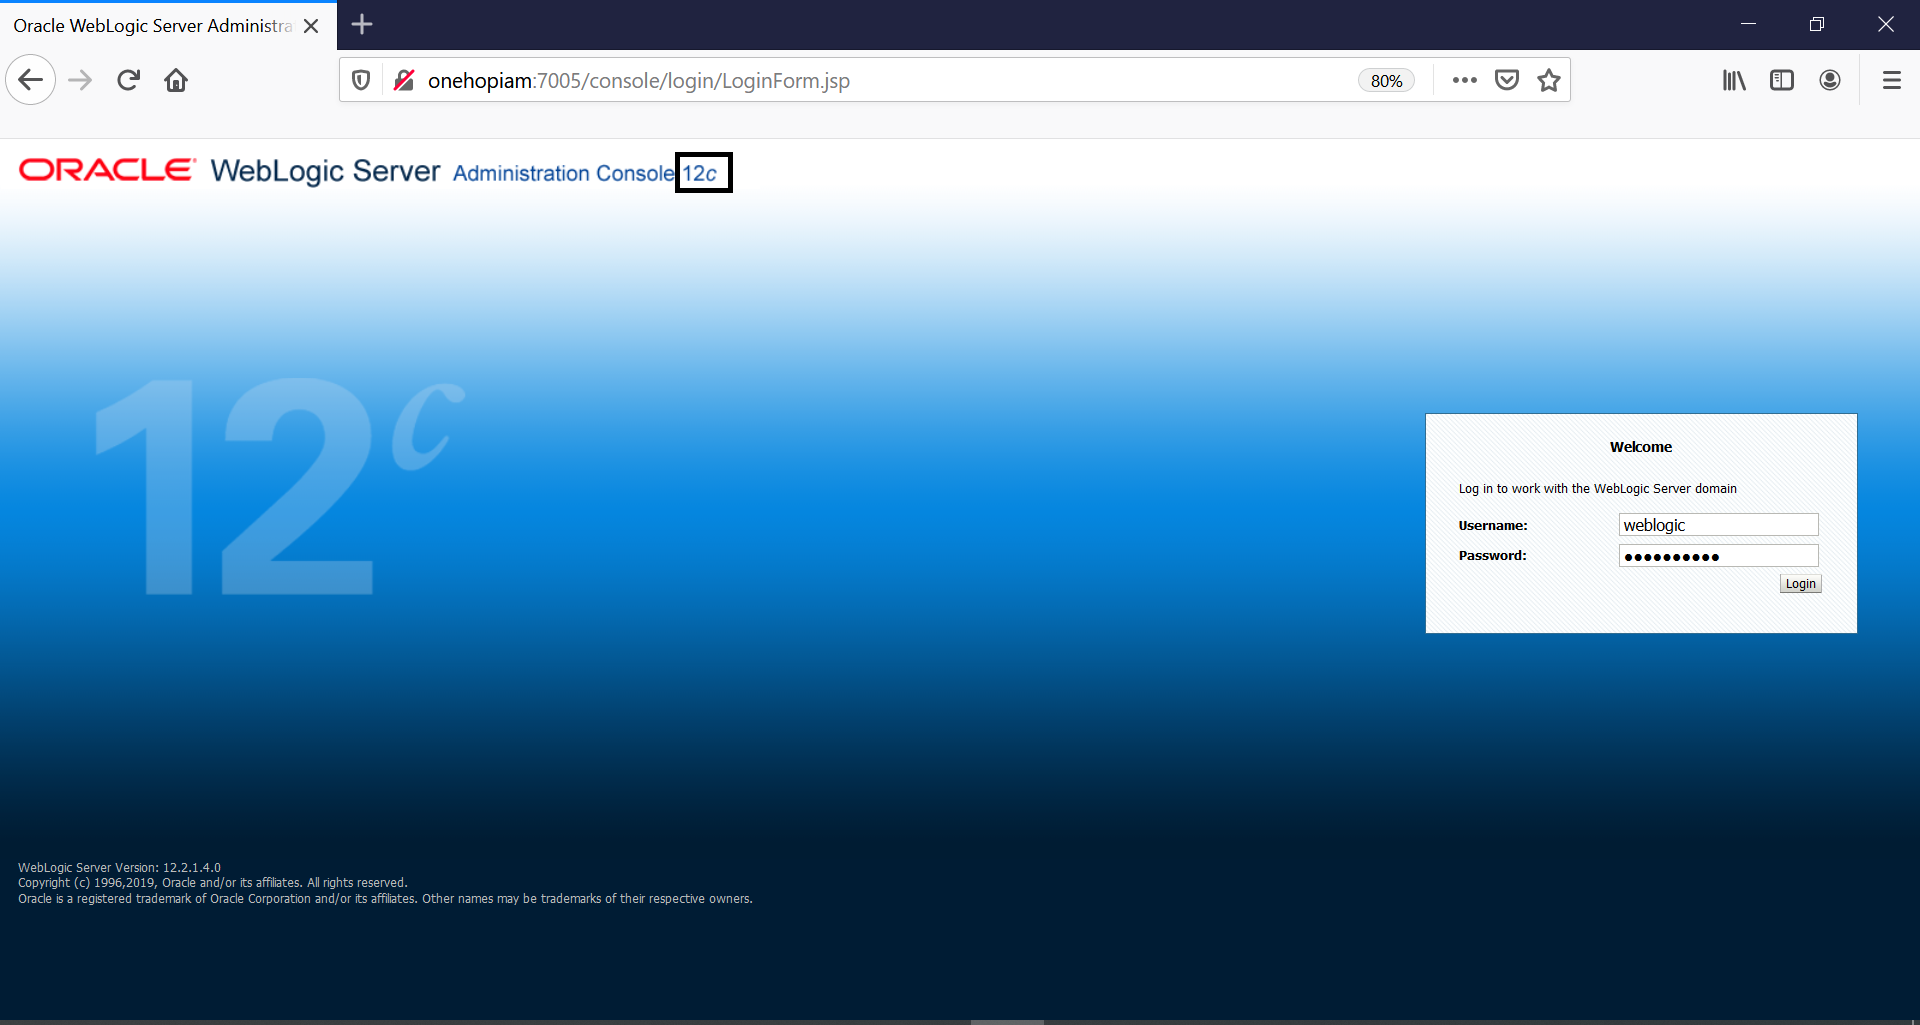 Oracle WebLogic Server Administra
onehopiam:7005/console/login/LoginForm.jsp
80%
ORACLE WebLogic Server Administration Console 12c
12c
Welcome
Log in to work with the WebLogic Server domain
Username: weblogic
Password: ●●●●●●●●●●
Login
WebLogic Server Version: 12.2.1.4.0
Copyright (c) 1996,2019, Oracle and/or its affiliates. All rights reserved.
Oracle is a registered trademark of Oracle Corporation and/or its affiliates. Other names may be trademarks of their respective owners.